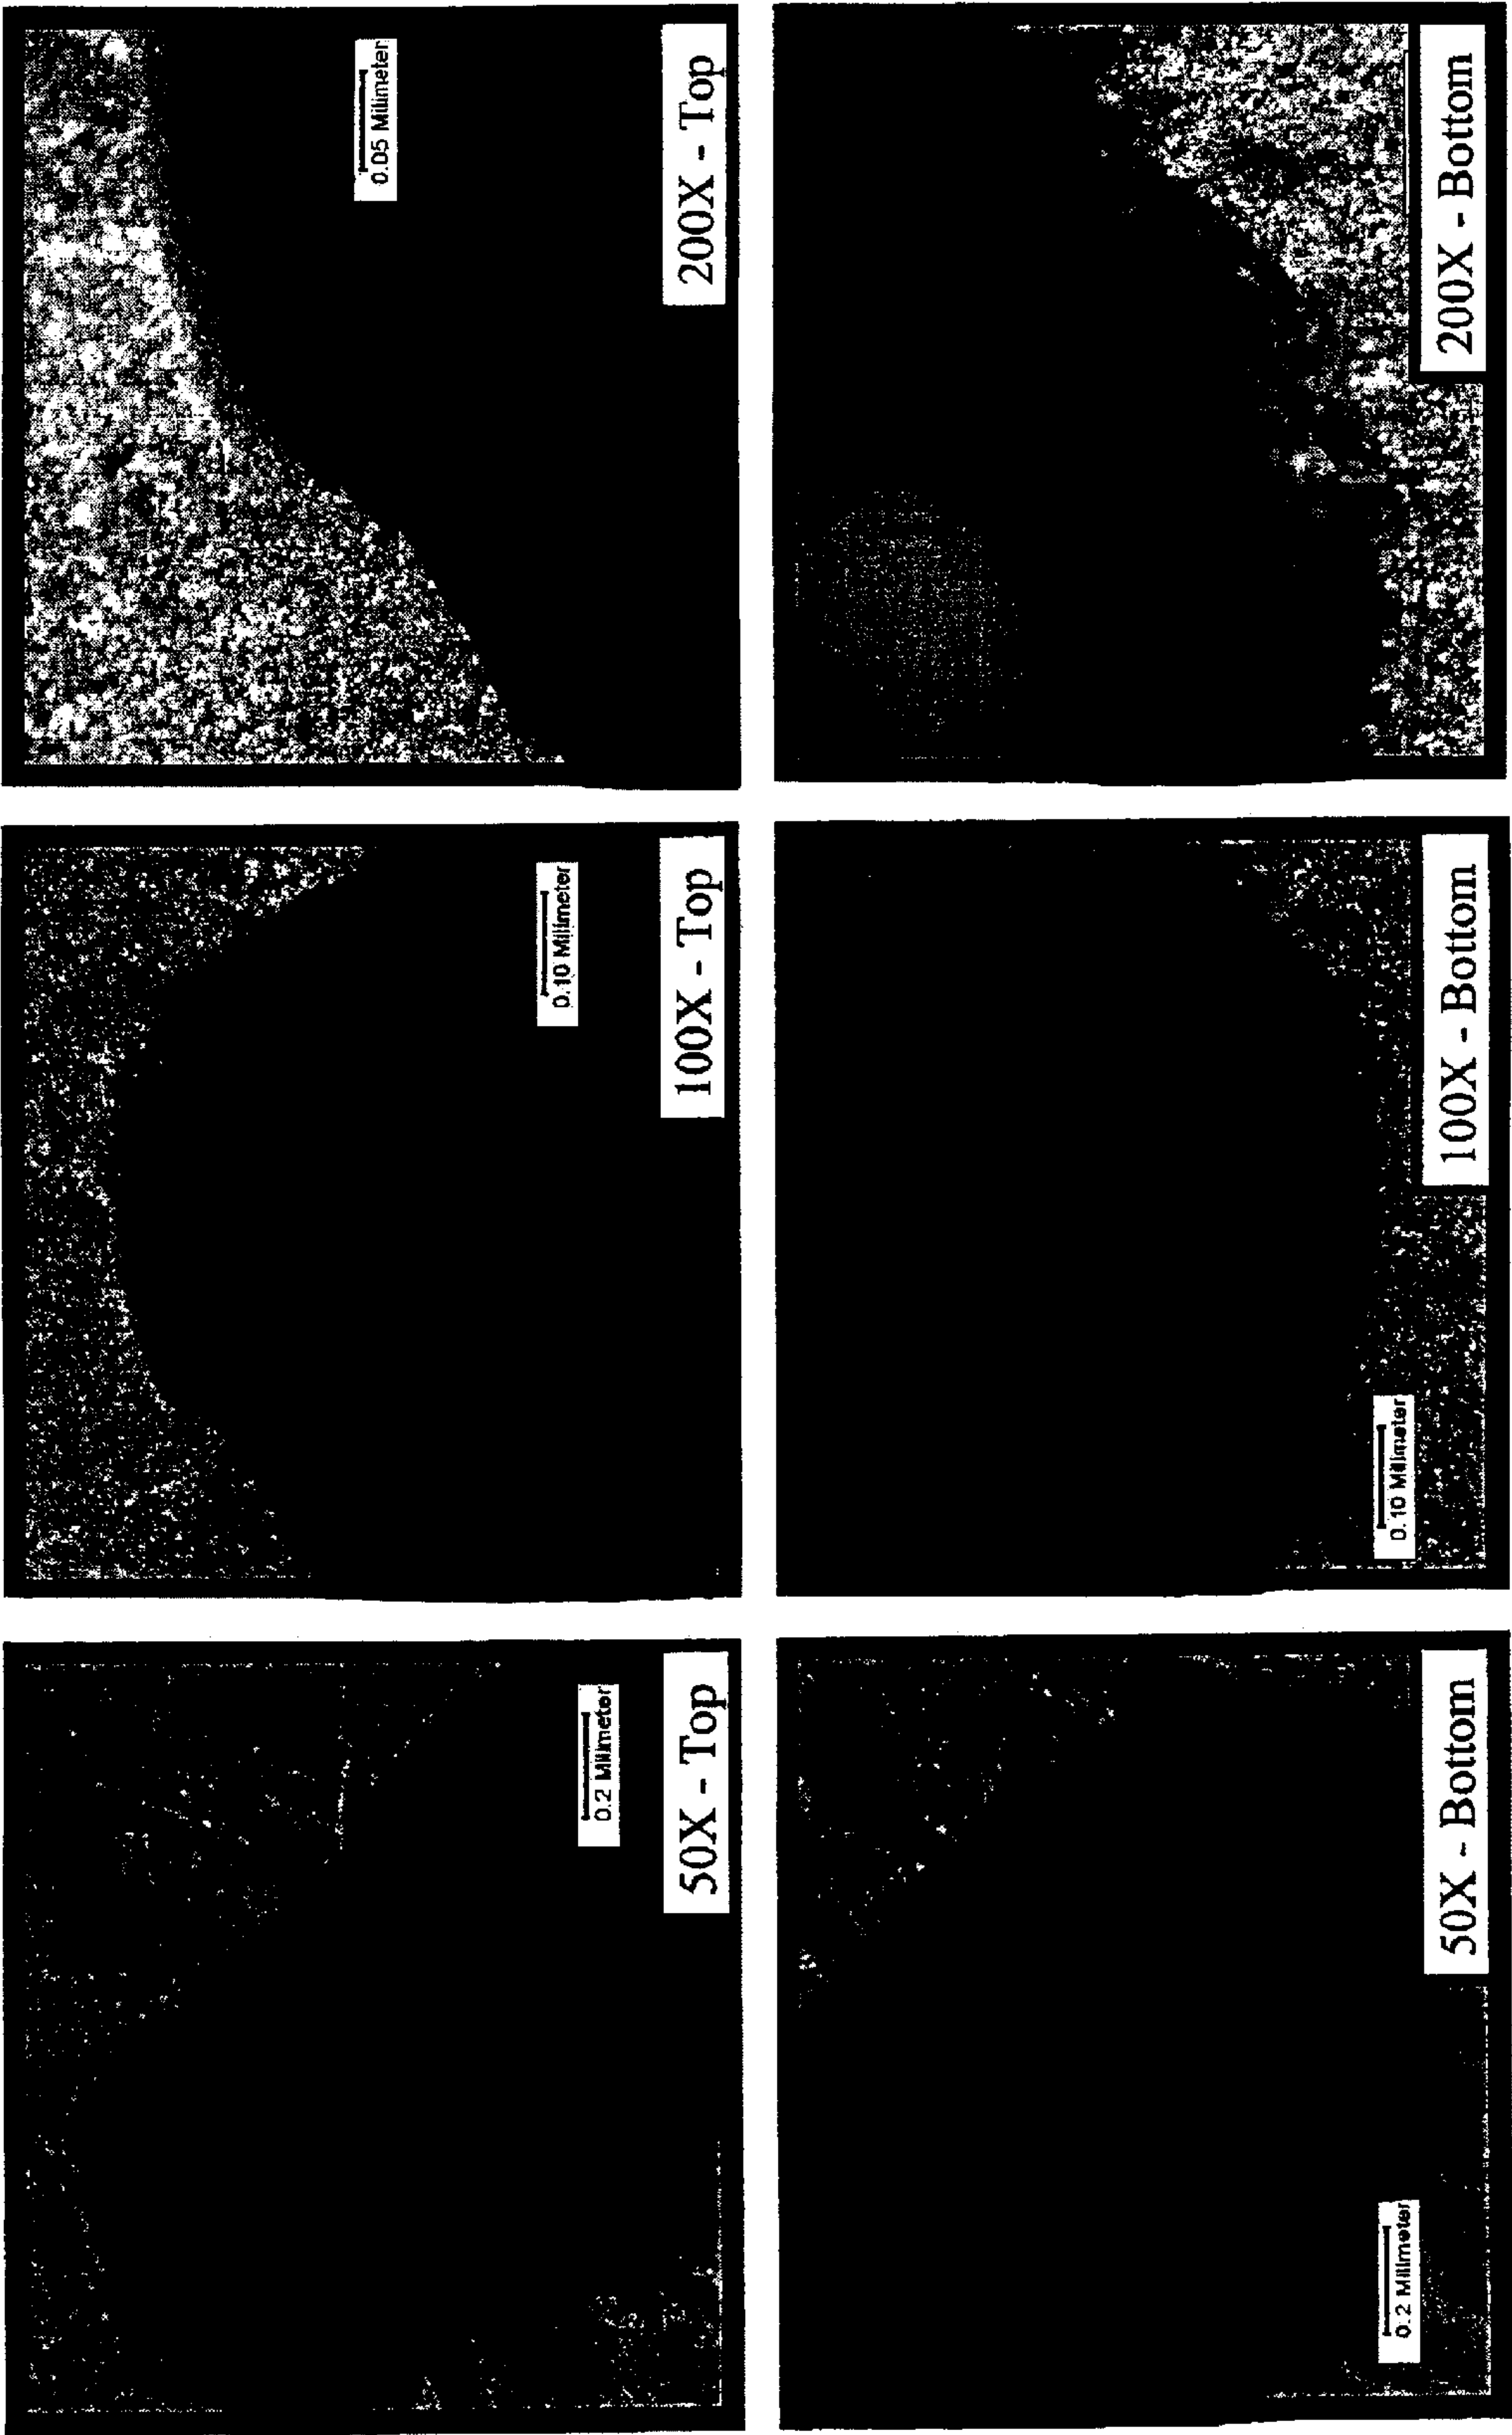 0.2 Millimeter
50X - Top
0.10 Millimeter
100X - Top
0.05 Millimeter
200X - Top
0.2 Millimeter
50X - Bottom
0.10 Millimeter
100X - Bottom
200X - Bottom